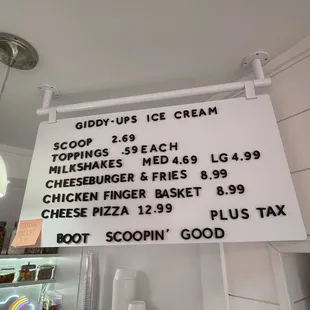 GIDDY-UPS ICE CREAM
SCOOP 2.69
TOPPINGS .59 EACH
MILKSHAKES MED 4.69 LG 4.99
CHEESEBURGER & FRIES 8.99
CHICKEN FINGER BASKET 8.99
CHEESE PIZZA 12.99
PLUS TAX
BOOT SCOOPIN' GOOD